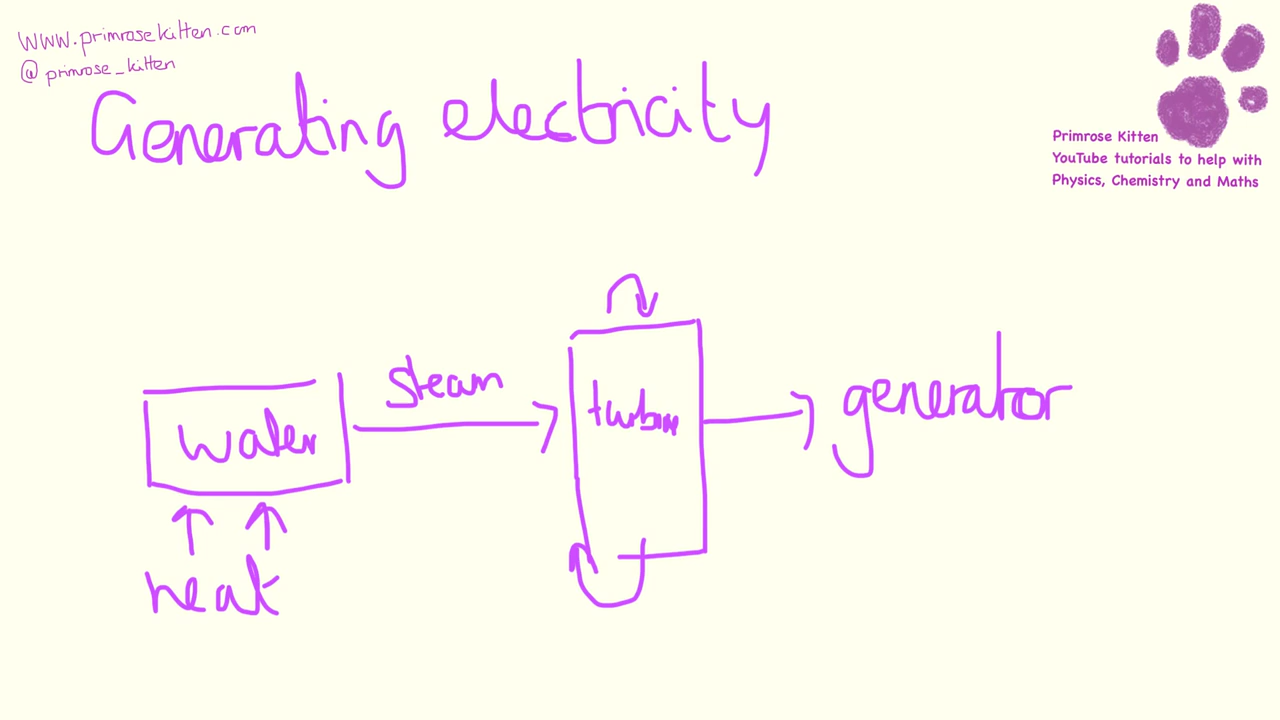 www.primrosekitten.com
@primrose_kitten
Generating electricity
Primrose Kitten
YouTube tutorials to help with
Physics, Chemistry and Maths
steam
water
turbine
generator
heat